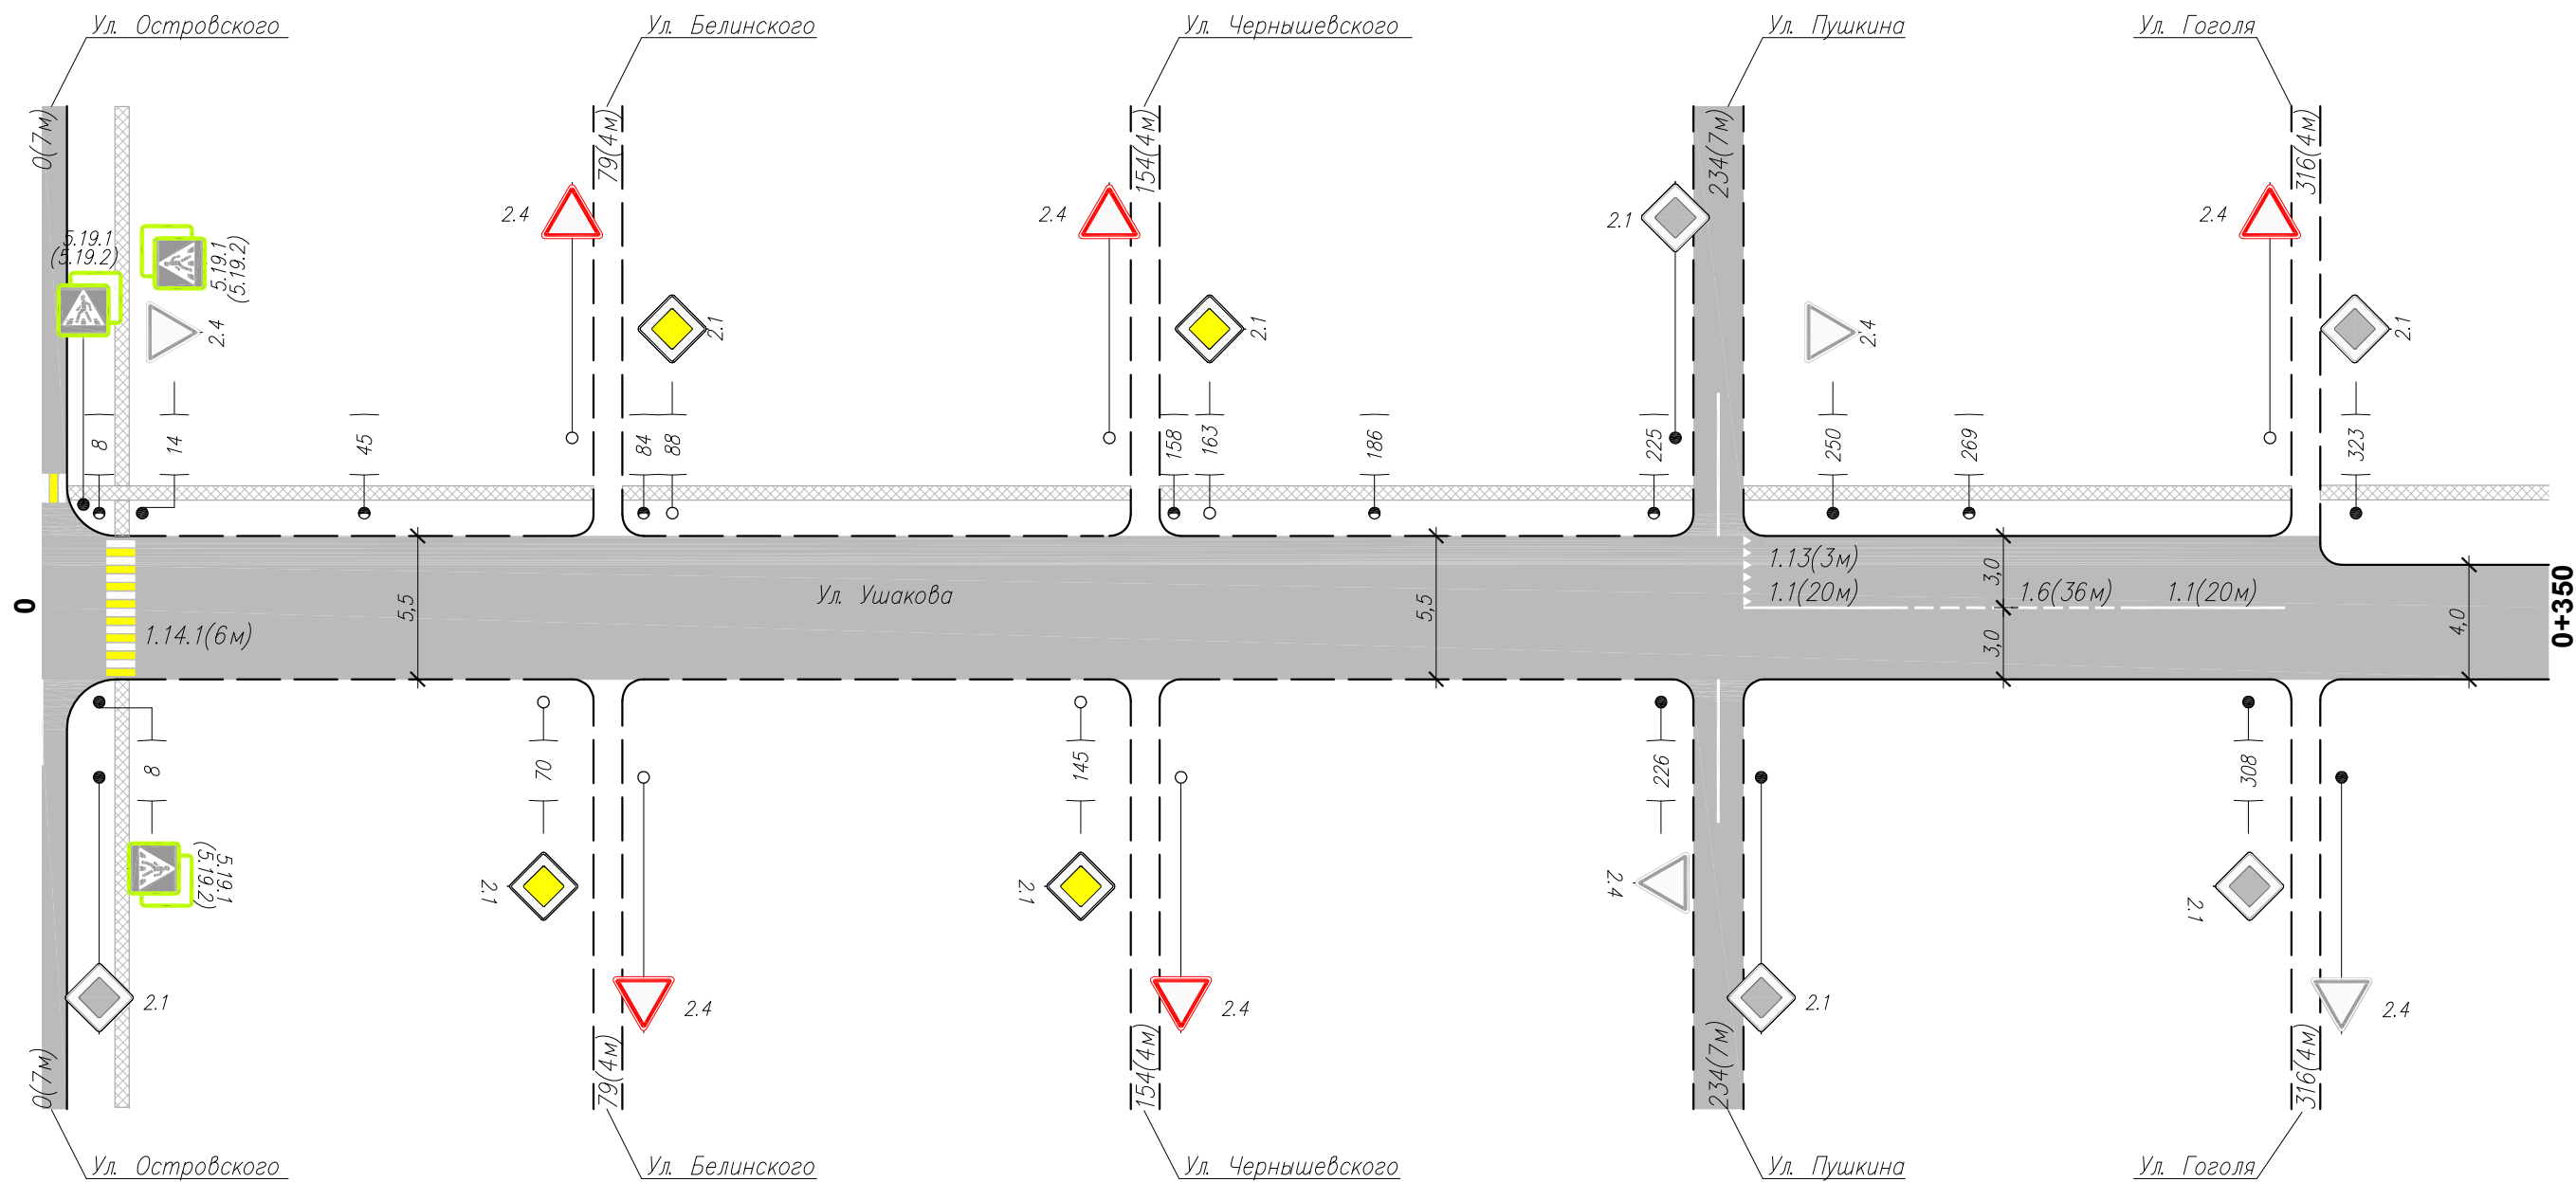 Ул. Островского
Ул. Белинского
Ул. Чернышевского
Ул. Пушкина
Ул. Гоголя
0(7м)
79(4м)
154(4м)
234(7м)
316(4м)
5.19.1
(5.19.2)
5.19.1
(5.19.2)
2.4
2.4
2.1
2.4
2.1
2.1
2.4
2.4
2.1
8
14
45
84
88
158
163
186
225
250
269
323
0
1.14.1(6м)
5,5
Ул. Ушакова
5,5
1.13(3м)
1.1(20м)
3,0
3,0
1.6(36м)
1.1(20м)
4,0
0+350
8
70
145
226
308
5.19.1
(5.19.2)
2.1
2.1
2.4
2.1
2.1
2.4
2.4
2.1
2.4
0(7м)
79(4м)
154(4м)
234(7м)
316(4м)
Ул. Островского
Ул. Белинского
Ул. Чернышевского
Ул. Пушкина
Ул. Гоголя